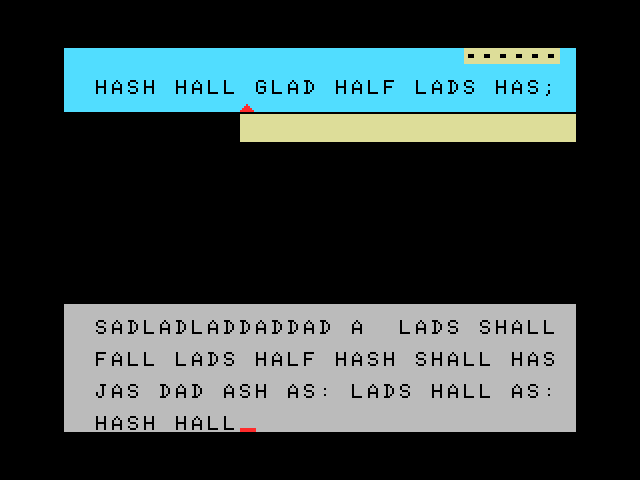 ------
HASH HALL GLAD HALF LADS HAS;
SADLADLADDADDAD A  LADS SHALL
FALL LADS HALF HASH SHALL HAS
JAS DAD ASH AS: LADS HALL AS:
HASH HALL